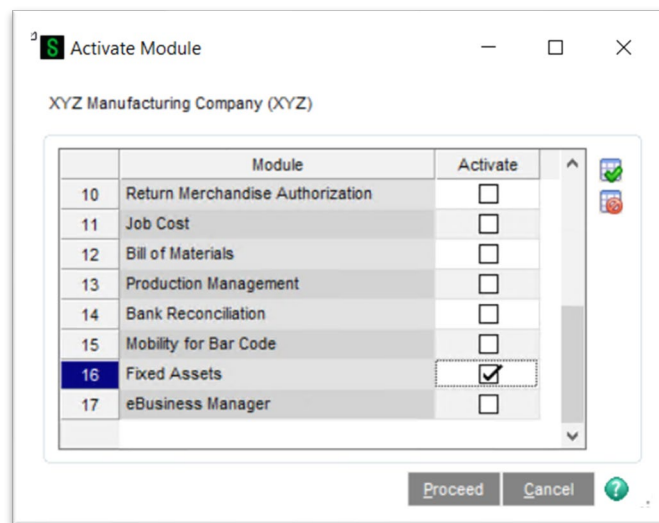 S Activate Module
XYZ Manufacturing Company (XYZ)
Module Activate
10 Return Merchandise Authorization
11 Job Cost
12 Bill of Materials
13 Production Management
14 Bank Reconciliation
15 Mobility for Bar Code
16 Fixed Assets
17 eBusiness Manager
Proceed Cancel ?